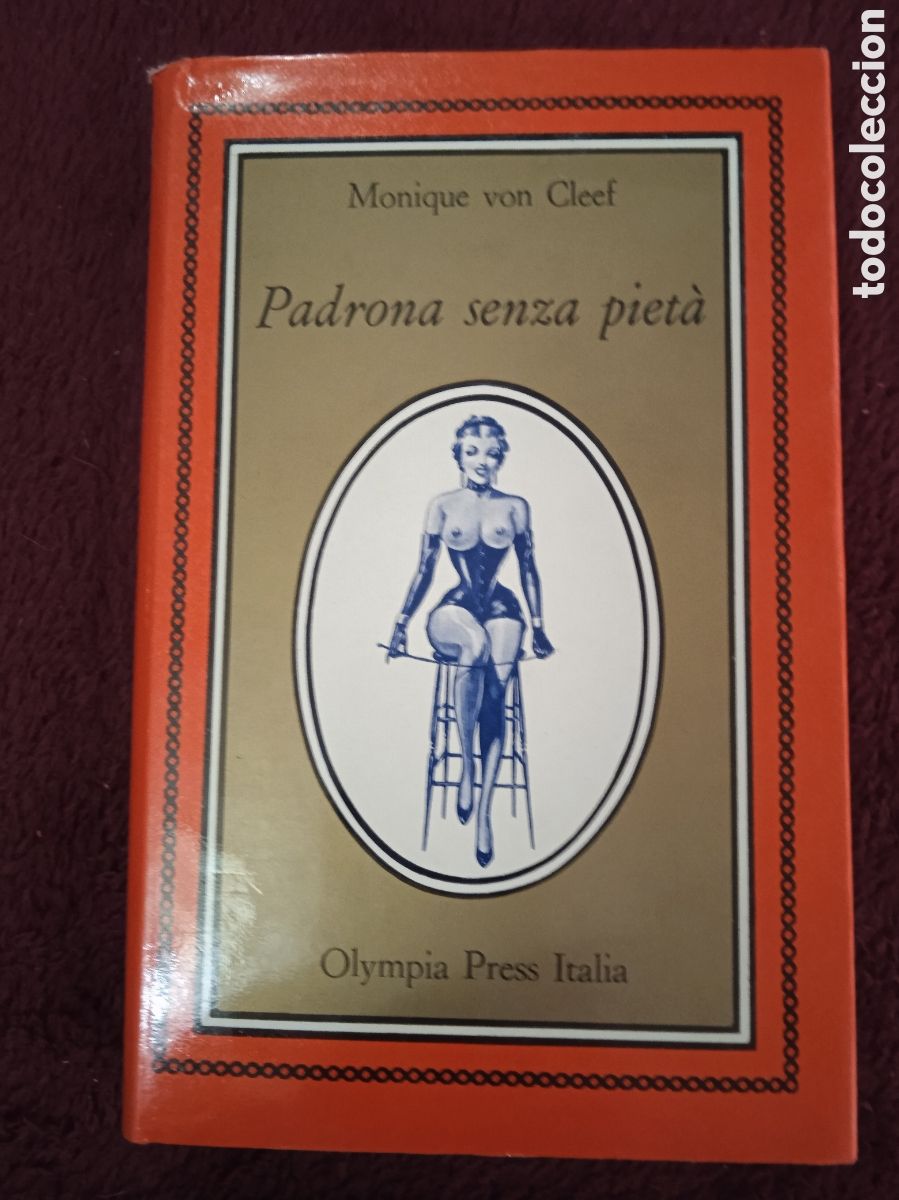 Monique von Cleef
Padrona senza pietà
Olympia Press Italia
todocoleccion